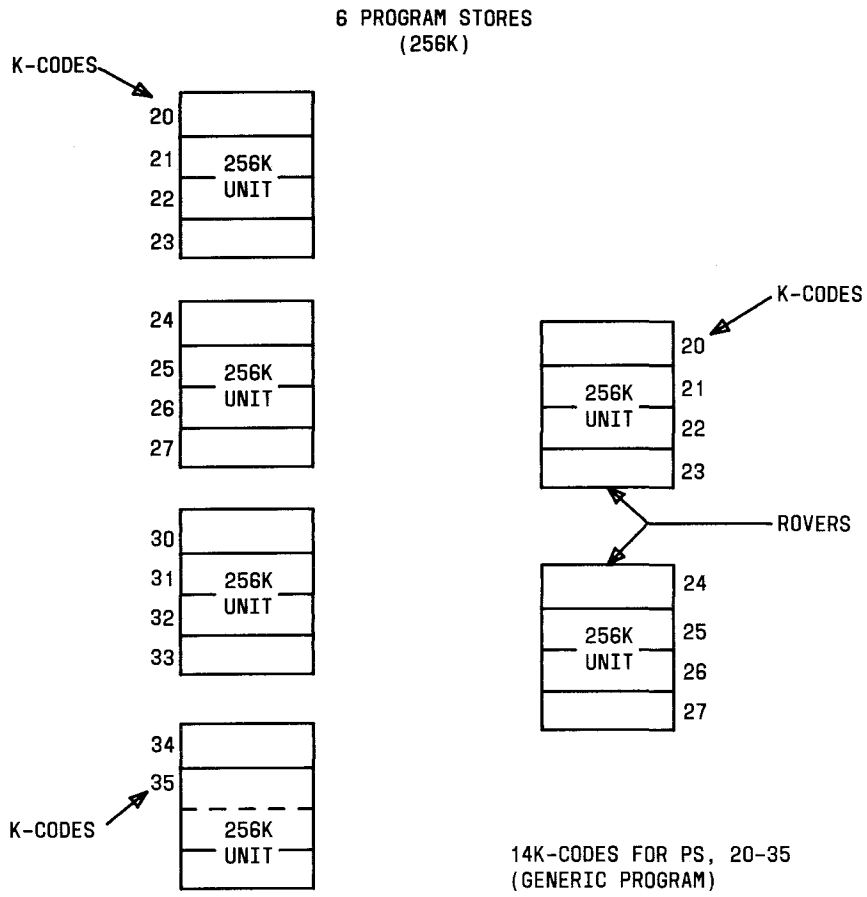 6 PROGRAM STORES
(256K)
K-CODES
20
21
22
23
256K
UNIT
24
25
26
27
256K
UNIT
30
31
32
33
256K
UNIT
34
35
K-CODES
256K
UNIT
K-CODES
20
21
22
23
256K
UNIT
ROVERS
24
25
26
27
256K
UNIT
14K-CODES FOR PS, 20-35
(GENERIC PROGRAM)